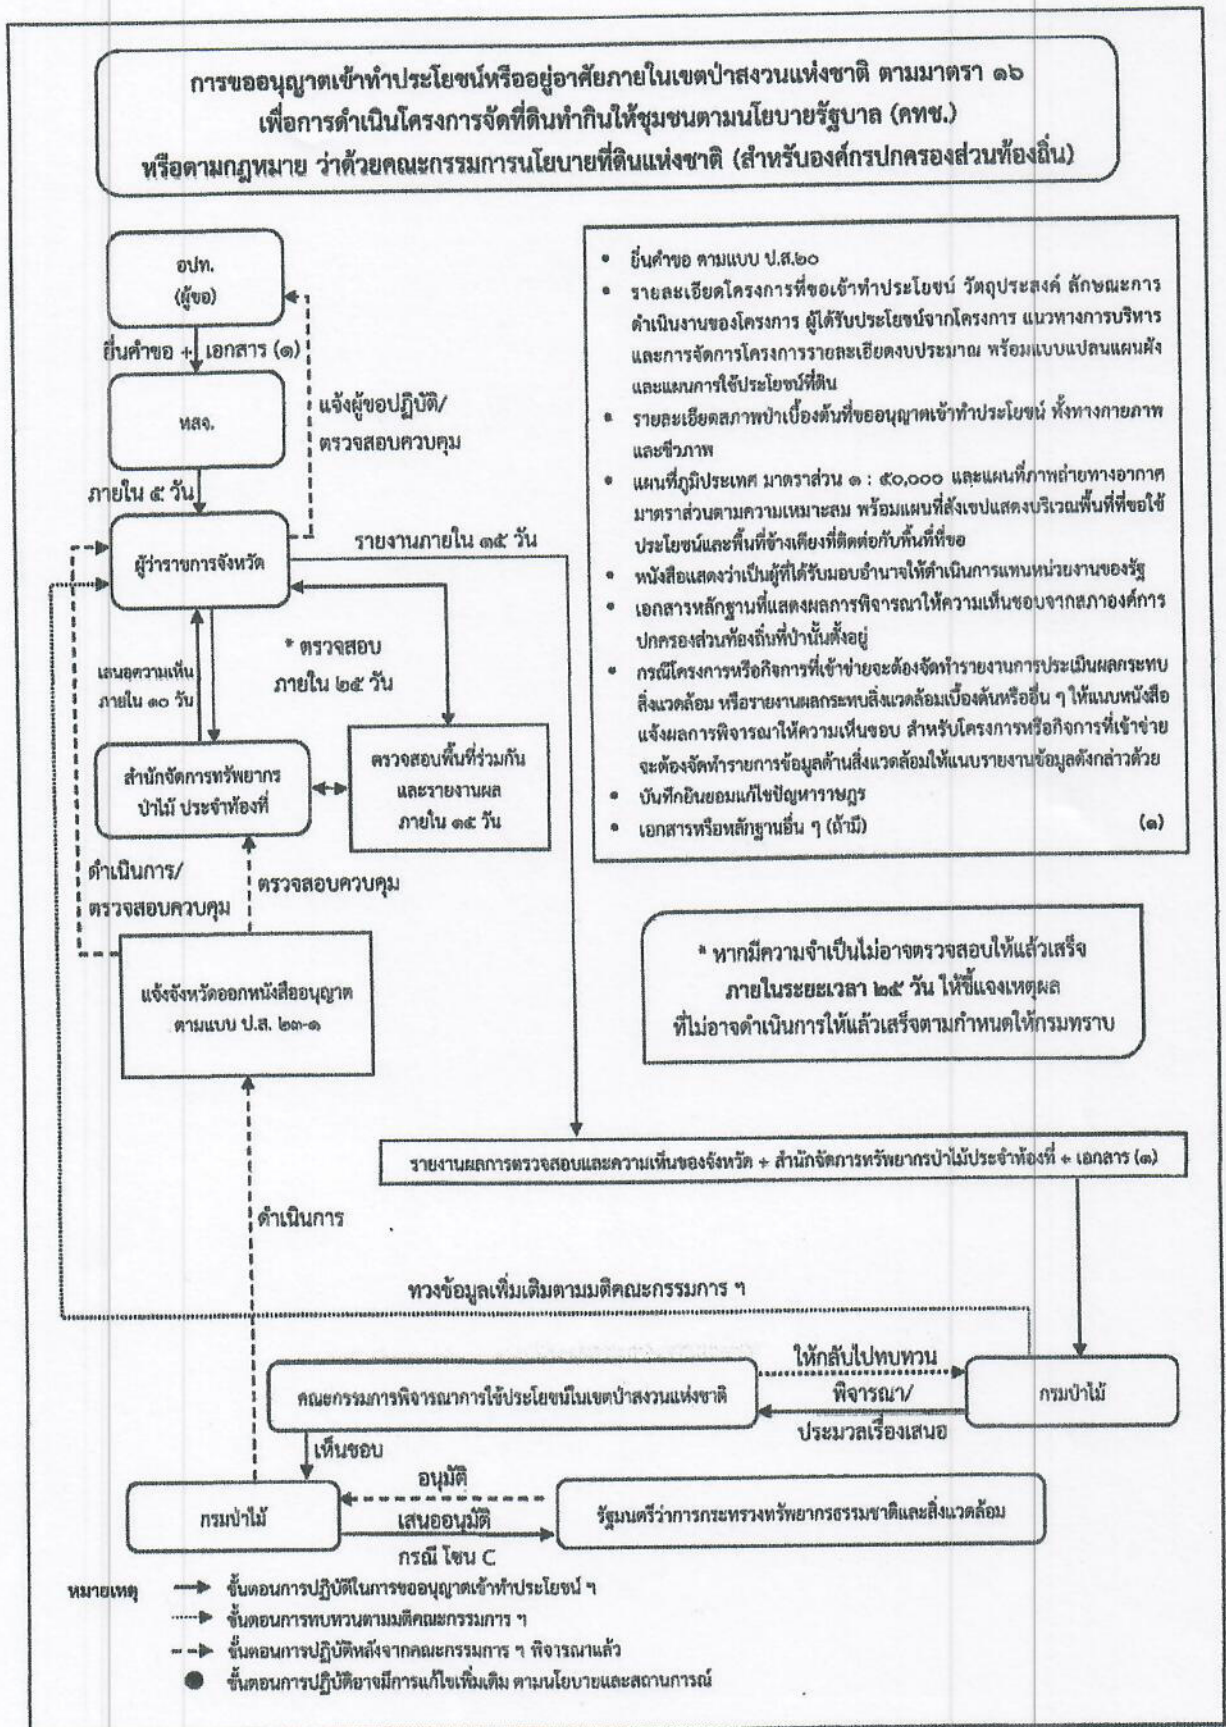 การขออนุญาตเข้าทำประโยชน์หรืออยู่อาศัยภายในเขตป่าสงวนแห่งชาติ ตามมาตรา ๑๖
เพื่อการดำเนินโครงการจัดที่ดินทำกินให้ชุมชนตามนโยบายรัฐบาล (คทช.)
หรือตามกฎหมาย ว่าด้วยคณะกรรมการนโยบายที่ดินแห่งชาติ (สำหรับองค์กรปกครองส่วนท้องถิ่น)
อปท.
(ผู้ขอ)
ยื่นคำขอ + เอกสาร (๑)
ทสจ.
แจ้งผู้ขอปฏิบัติ/
ตรวจสอบควบคุม
ภายใน ๕ วัน
ผู้ว่าราชการจังหวัด
รายงานภายใน ๑๕ วัน
เสนอความเห็น
ภายใน ๑๐ วัน
* ตรวจสอบ
ภายใน ๒๕ วัน
สำนักจัดการทรัพยากร
ป่าไม้ ประจำท้องที่
ตรวจสอบพื้นที่ร่วมกัน
และรายงานผล
ภายใน ๑๕ วัน
ดำเนินการ/
ตรวจสอบควบคุม
ตรวจสอบควบคุม
แจ้งจังหวัดออกหนังสืออนุญาต
ตามแบบ ป.ส. ๒๓-๑
ดำเนินการ
• ยื่นคำขอ ตามแบบ ป.ส.๒๐
• รายละเอียดโครงการที่ขอเข้าทำประโยชน์ วัตถุประสงค์ ลักษณะการ
ดำเนินงานของโครงการ ผู้ได้รับประโยชน์จากโครงการ แนวทางการบริหาร
และการจัดการโครงการรายละเอียดงบประมาณ พร้อมแบบแปลนแผนผัง
และแผนการใช้ประโยชน์ที่ดิน
• รายละเอียดสภาพป่าเบื้องต้นที่ขออนุญาตเข้าทำประโยชน์ ทั้งทางกายภาพ
และชีวภาพ
• แผนที่ภูมิประเทศ มาตราส่วน ๑ : ๕๐,๐๐๐ และแผนที่ภาพถ่ายทางอากาศ
มาตราส่วนตามความเหมาะสม พร้อมแผนที่สังเขปแสดงบริเวณพื้นที่ที่ขอใช้
ประโยชน์และพื้นที่ข้างเคียงที่ติดต่อกับพื้นที่ที่ขอ
• หนังสือแสดงว่าเป็นผู้ที่ได้รับมอบอำนาจให้ดำเนินการแทนหน่วยงานของรัฐ
• เอกสารหลักฐานที่แสดงผลการพิจารณาให้ความเห็นชอบจากสภาองค์การ
ปกครองส่วนท้องถิ่นที่ป่านั้นตั้งอยู่
• กรณีโครงการหรือกิจการที่เข้าข่ายจะต้องจัดทำรายงานการประเมินผลกระทบ
สิ่งแวดล้อม หรือรายงานผลกระทบสิ่งแวดล้อมเบื้องต้นหรืออื่น ๆ ให้แนบหนังสือ
แจ้งผลการพิจารณาให้ความเห็นชอบ สำหรับโครงการหรือกิจการที่เข้าข่าย
จะต้องจัดทำรายการข้อมูลด้านสิ่งแวดล้อมให้แนบรายงานข้อมูลดังกล่าวด้วย
• บันทึกยินยอมแก้ไขปัญหาราษฎร
• เอกสารหรือหลักฐานอื่น ๆ (ถ้ามี) (๑)
* หากมีความจำเป็นไม่อาจตรวจสอบให้แล้วเสร็จ
ภายในระยะเวลา ๒๕ วัน ให้ชี้แจงเหตุผล
ที่ไม่อาจดำเนินการให้แล้วเสร็จตามกำหนดให้กรมทราบ
รายงานผลการตรวจสอบและความเห็นของจังหวัด + สำนักจัดการทรัพยากรป่าไม้ประจำท้องที่ + เอกสาร (๑)
ทวงข้อมูลเพิ่มเติมตามมติคณะกรรมการ ฯ
คณะกรรมการพิจารณาการใช้ประโยชน์ในเขตป่าสงวนแห่งชาติ
ให้กลับไปทบทวน
พิจารณา/
ประมวลเรื่องเสนอ
กรมป่าไม้
เห็นชอบ
กรมป่าไม้
อนุมัติ
เสนออนุมัติ
กรณี โซน C
รัฐมนตรีว่าการกระทรวงทรัพยากรธรรมชาติและสิ่งแวดล้อม
หมายเหตุ ขั้นตอนการปฏิบัติในการขออนุญาตเข้าทำประโยชน์ ฯ
ขั้นตอนการทบทวนตามมติคณะกรรมการ ฯ
ขั้นตอนการปฏิบัติหลังจากคณะกรรมการ ฯ พิจารณาแล้ว
● ขั้นตอนการปฏิบัติอาจมีการแก้ไขเพิ่มเติม ตามนโยบายและสถานการณ์